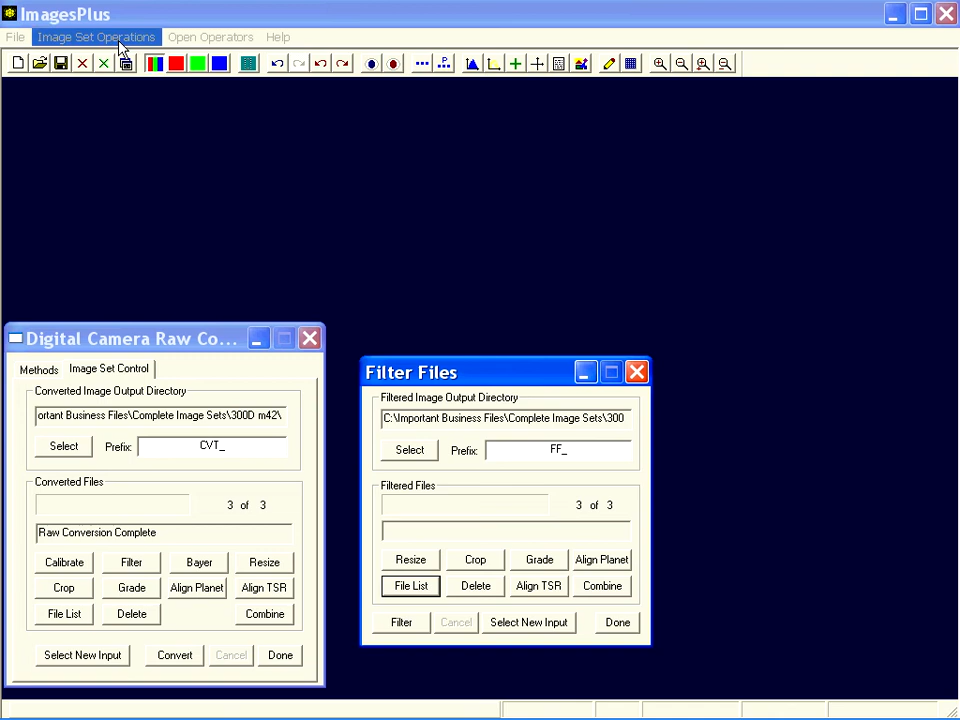 ImagesPlus
File Image Set Operations Open Operators Help
Digital Camera Raw Co...
Methods Image Set Control
Converted Image Output Directory
ortant Business Files\Complete Image Sets\300D m42\
Select Prefix: CVT_
Converted Files
3 of 3
Raw Conversion Complete
Calibrate Filter Bayer Resize
Crop Grade Align Planet Align TSR
File List Delete Combine
Select New Input Convert Cancel Done
Filter Files
Filtered Image Output Directory
C:\Important Business Files\Complete Image Sets\300
Select Prefix: FF_
Filtered Files
3 of 3
Resize Crop Grade Align Planet
File List Delete Align TSR Combine
Filter Cancel Select New Input Done